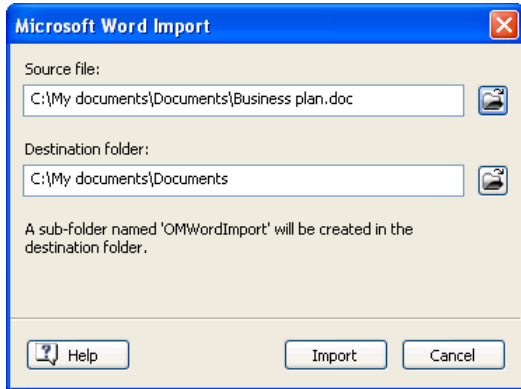 Microsoft Word Import
Source file:
C:\My documents\Documents\Business plan.doc
Destination folder:
C:\My documents\Documents
A sub-folder named 'OMWordImport' will be created in the
destination folder.
Help
Import
Cancel